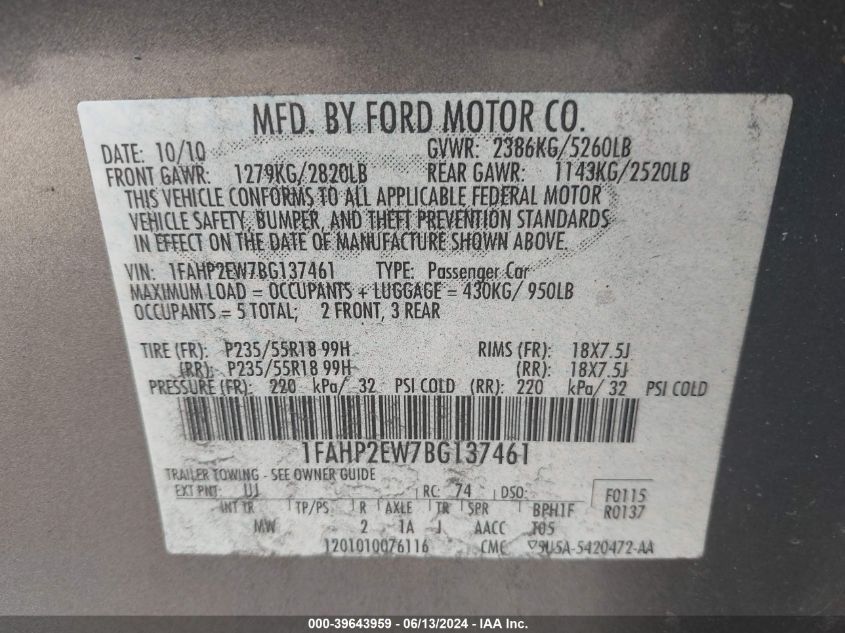 MFD. BY FORD MOTOR CO.
DATE: 10/10 GVWR: 2386KG/5260LB
FRONT GAWR: 1279KG/2820LB REAR GAWR: 1143KG/2520LB
THIS VEHICLE CONFORMS TO ALL APPLICABLE FEDERAL MOTOR
VEHICLE SAFETY, BUMPER, AND THEFT PREVENTION STANDARDS
IN EFFECT ON THE DATE OF MANUFACTURE SHOWN ABOVE.
VIN: 1FAHP2EW7BG137461 TYPE: Passenger Car
MAXIMUM LOAD = OCCUPANTS + LUGGAGE = 430KG/ 950LB
OCCUPANTS = 5 TOTAL; 2 FRONT, 3 REAR
TIRE (FR): P235/55R18 99H RIMS (FR): 18X7.5J
(RR): P235/55R18 99H (RR): 18X7.5J
PRESSURE (FR): 220 kPa/ 32 PSI COLD (RR): 220 kPa/ 32 PSI COLD
1FAHP2EW7BG137461
TRAILER TOWING - SEE OWNER GUIDE
EXT PNT: UJ RC: 74 DSO: F0115
INT TR TP/PS R AXLE TR SPR BPH1F R0137
MW 2 1A J AACC T05
1201010076116 CMC 9U5A-5420472-AA
000-39643959 - 06/13/2024 - IAA Inc.